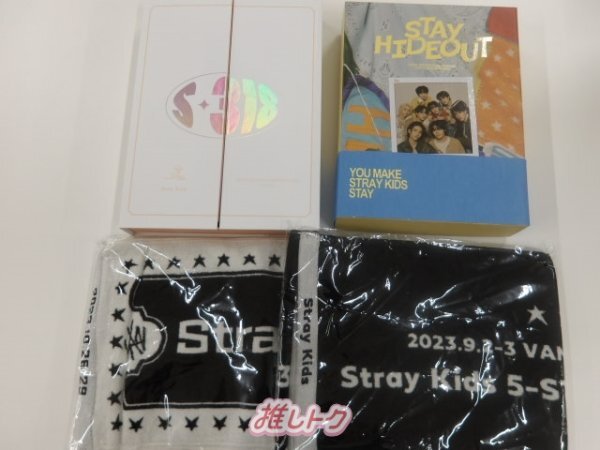 S★318
Stray Kids
STAY
HIDEOUT
YOU MAKE
STRAY KIDS
STAY
Stra
Stray Kids
2023.9.2-3 VAN
Stray Kids 5-S
推しトク